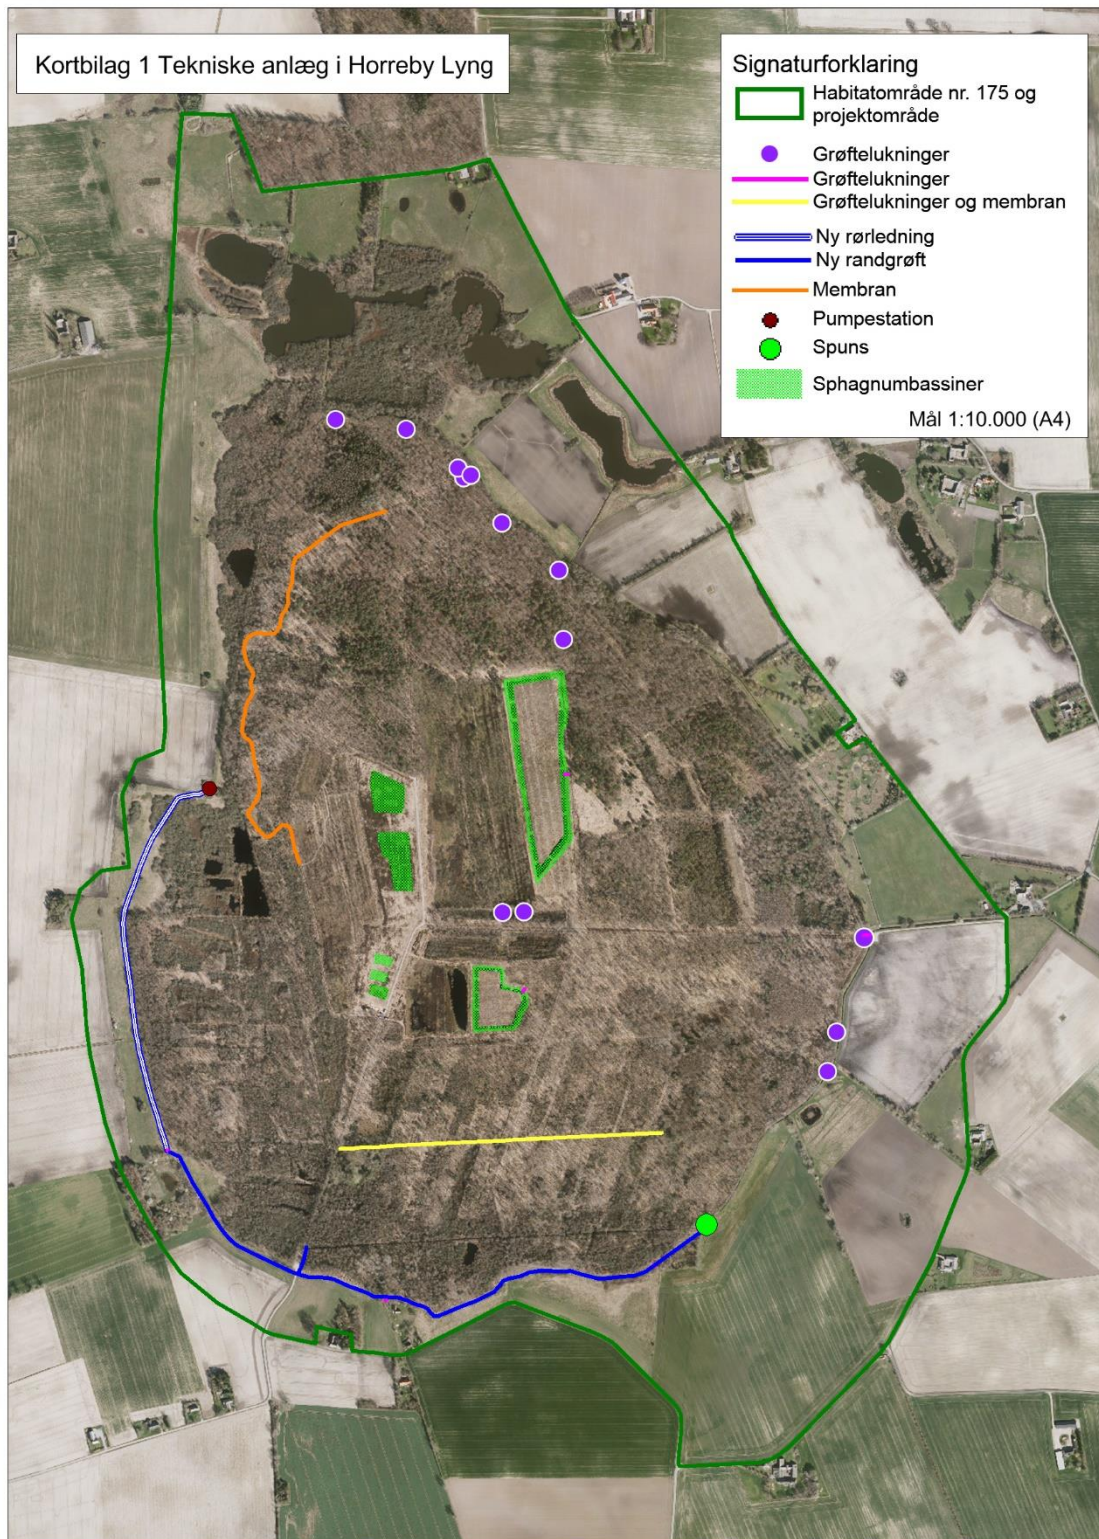 Kortbilag 1 Tekniske anlæg i Horreby Lyng
Signaturforklaring
Habitatområde nr. 175 og
projektområde
Grøftelukninger
Grøftelukninger
Grøftelukninger og membran
Ny rørledning
Ny randgrøft
Membran
Pumpestation
Spuns
Sphagnumbassiner
Mål 1:10.000 (A4)